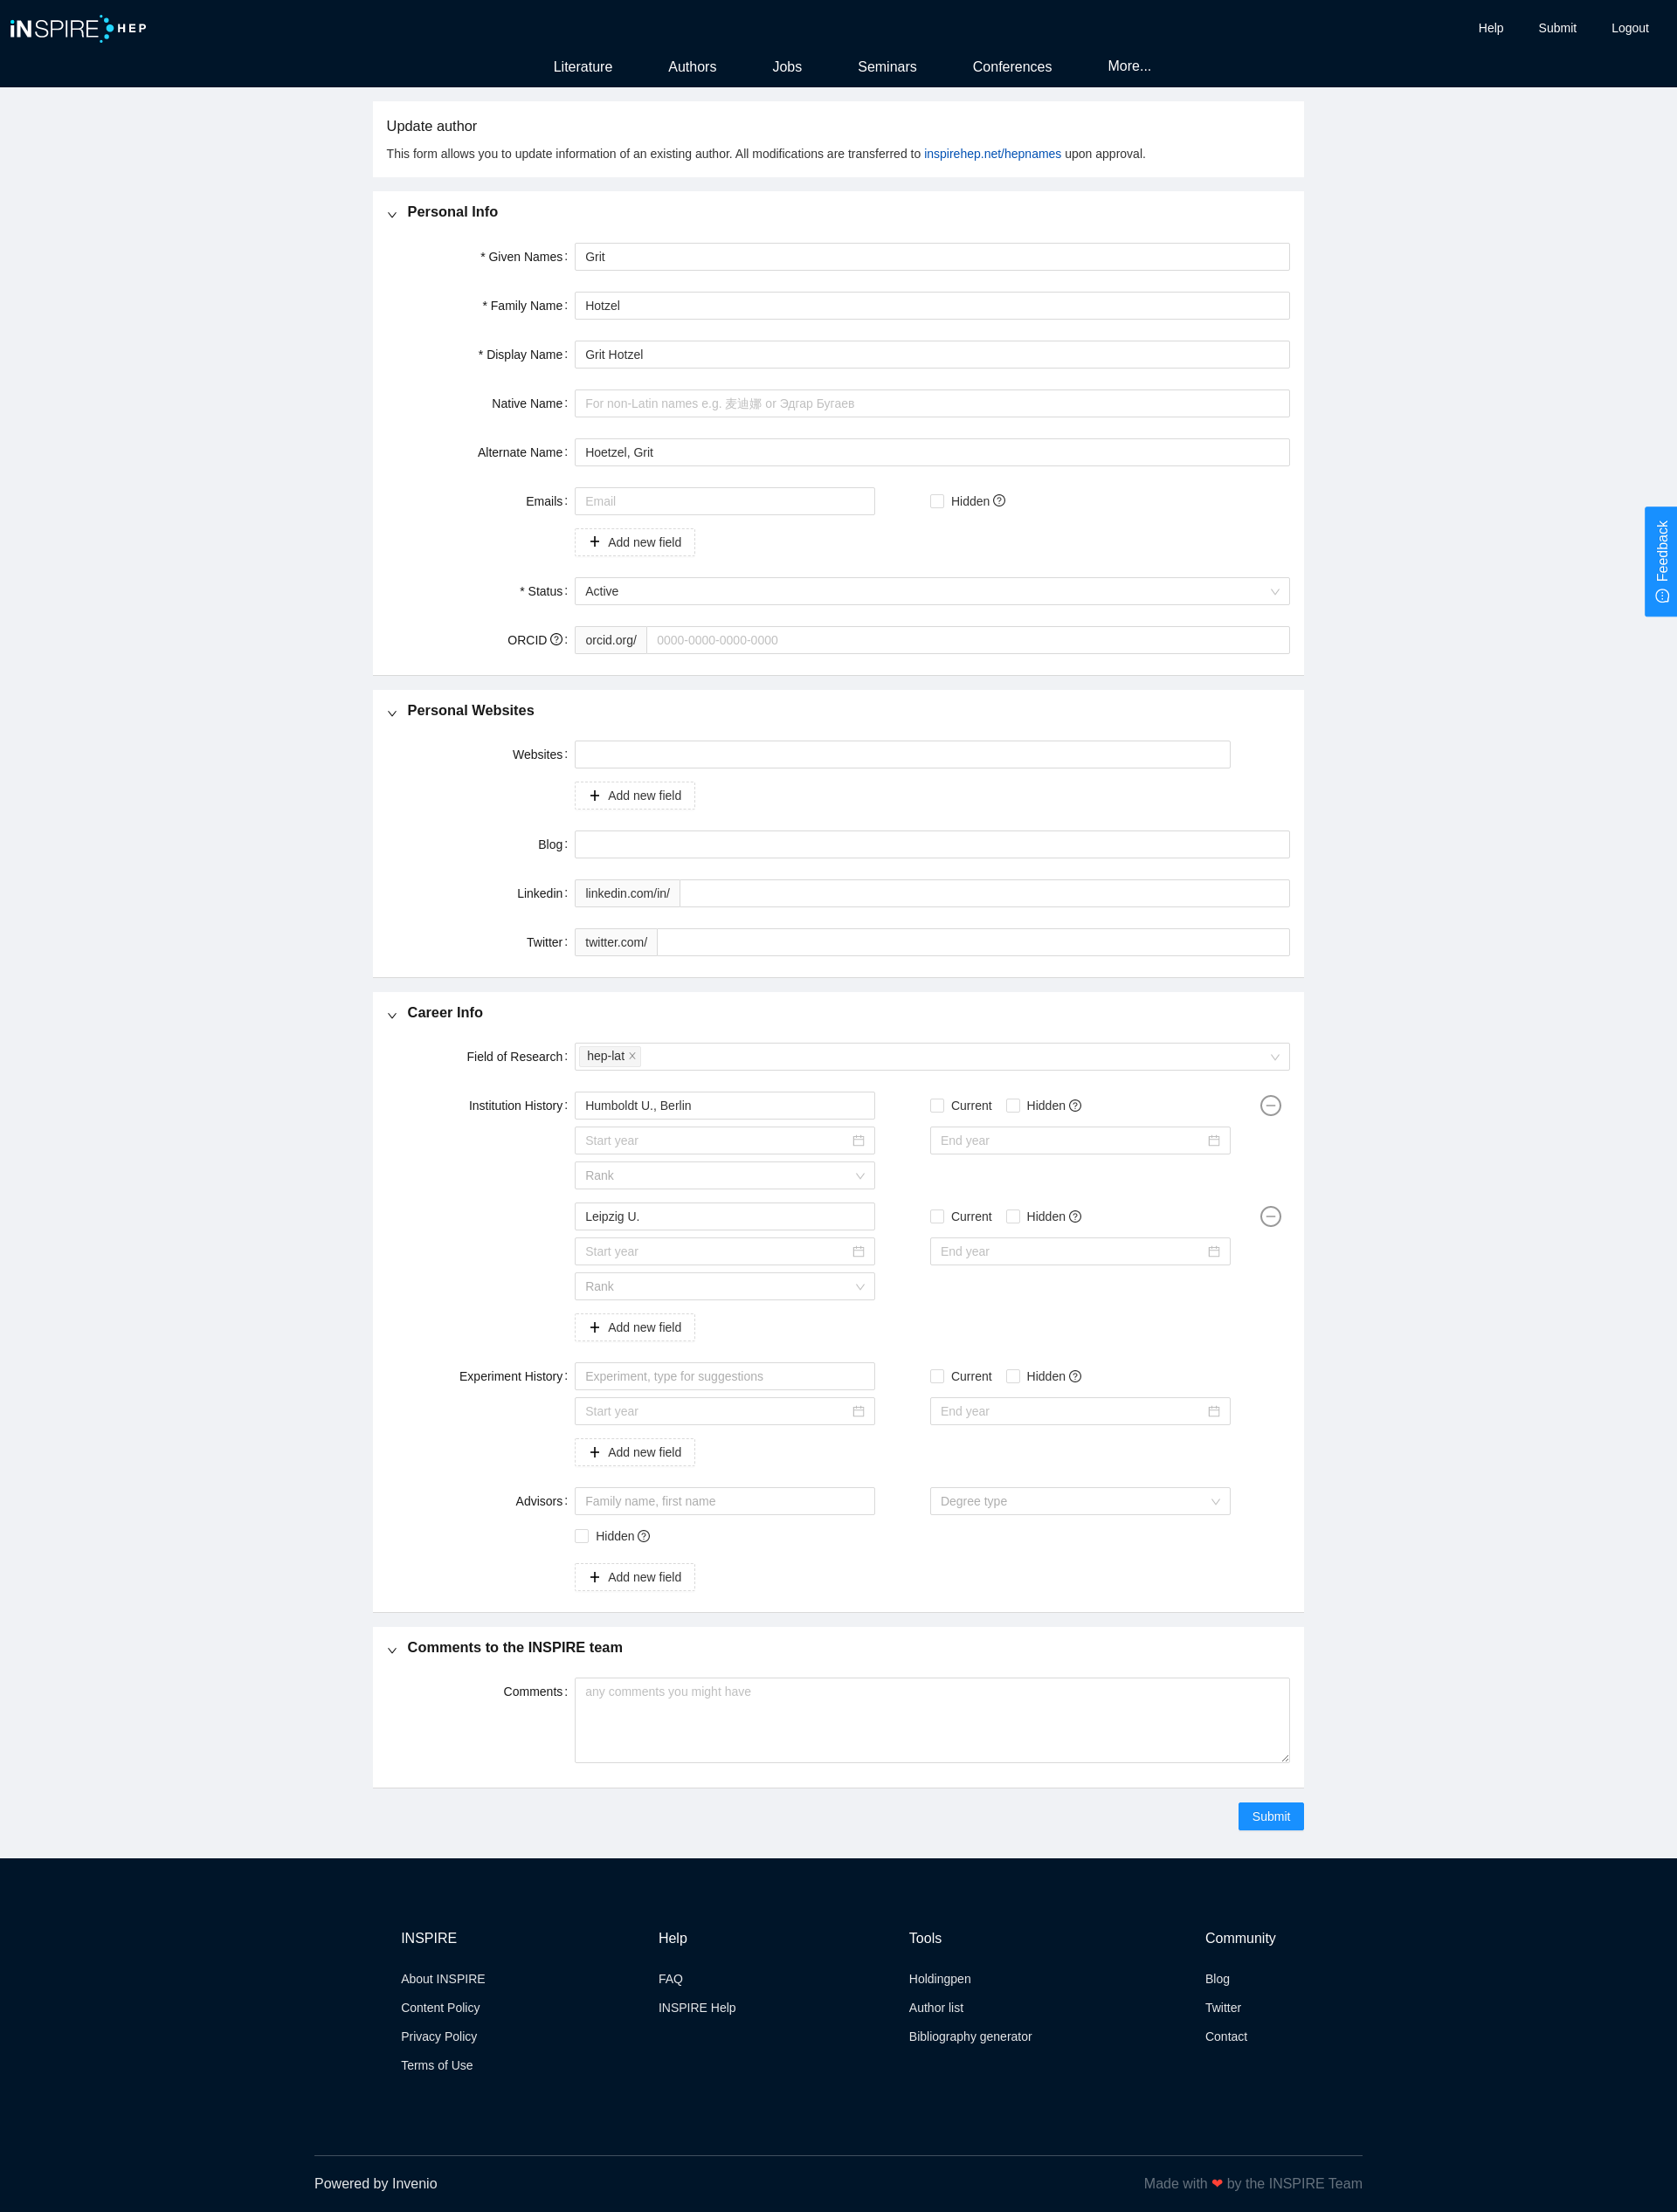 iNSPIRE HEP
Help Submit Logout
Literature Authors Jobs Seminars Conferences More...
Update author
This form allows you to update information of an existing author. All modifications are transferred to inspirehep.net/hepnames upon approval.
Personal Info
* Given Names: Grit
* Family Name: Hotzel
* Display Name: Grit Hotzel
Native Name: For non-Latin names e.g. 麦迪娜 or Эдгар Бугаев
Alternate Name: Hoetzel, Grit
Emails: Email Hidden
Add new field
* Status: Active
ORCID: orcid.org/ 0000-0000-0000-0000
Feedback
Personal Websites
Websites:
Add new field
Blog:
Linkedin: linkedin.com/in/
Twitter: twitter.com/
Career Info
Field of Research: hep-lat
Institution History: Humboldt U., Berlin Current Hidden
Start year End year
Rank
Leipzig U. Current Hidden
Start year End year
Rank
Add new field
Experiment History: Experiment, type for suggestions Current Hidden
Start year End year
Add new field
Advisors: Family name, first name Degree type
Hidden
Add new field
Comments to the INSPIRE team
Comments: any comments you might have
Submit
INSPIRE Help Tools Community
About INSPIRE FAQ Holdingpen Blog
Content Policy INSPIRE Help Author list Twitter
Privacy Policy Bibliography generator Contact
Terms of Use
Powered by Invenio Made with ❤ by the INSPIRE Team